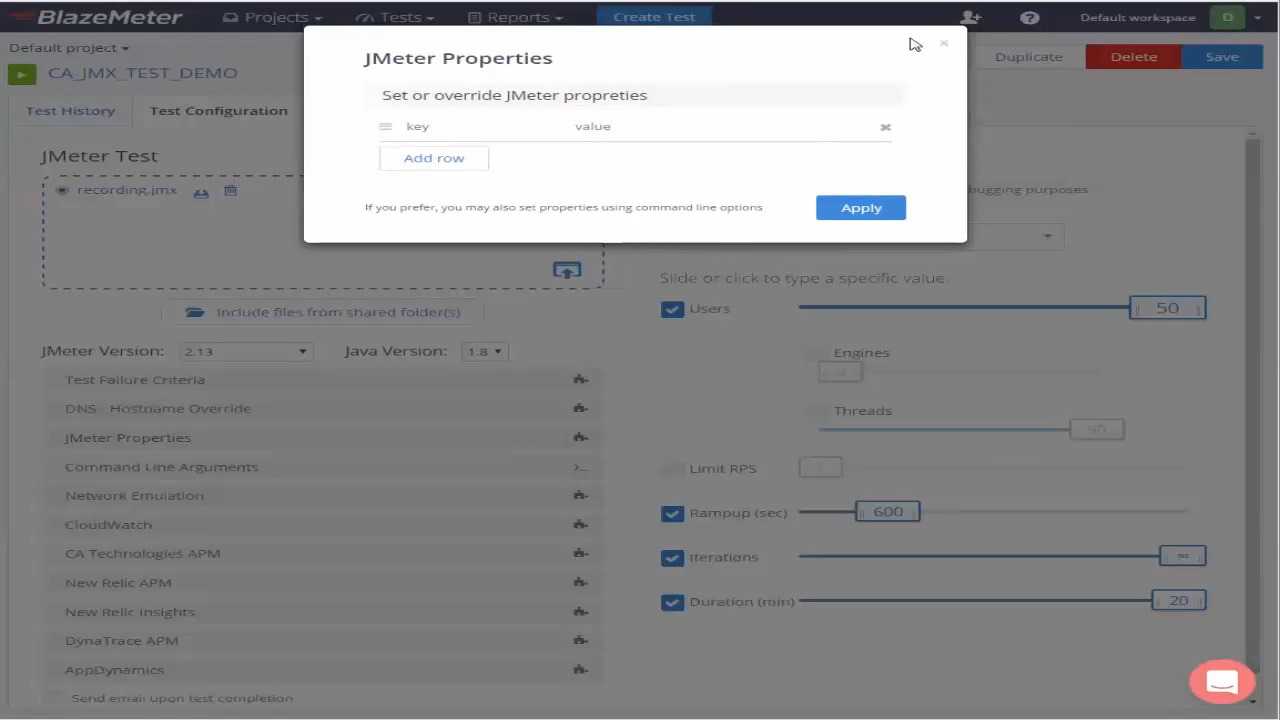 BlazeMeter Projects Tests Reports Create Test Default workspace D
Default project
CA_JMX_TEST_DEMO
Duplicate Delete Save
Test History Test Configuration
JMeter Properties
Set or override JMeter propreties
key value
Add row
If you prefer, you may also set properties using command line options
Apply
JMeter Test
recording.jmx
bugging purposes
Include files from shared folder(s)
JMeter Version: 2.13 Java Version: 1.8
Test Failure Criteria
DNS - Hostname Override
JMeter Properties
Command Line Arguments
Network Emulation
CloudWatch
CA Technologies APM
New Relic APM
New Relic Insights
DynaTrace APM
AppDynamics
Send email upon test completion
Slide or click to type a specific value:
Users 50
Engines
Threads 50
Limit RPS
Rampup (sec) 600
Iterations ∞
Duration (min) 20